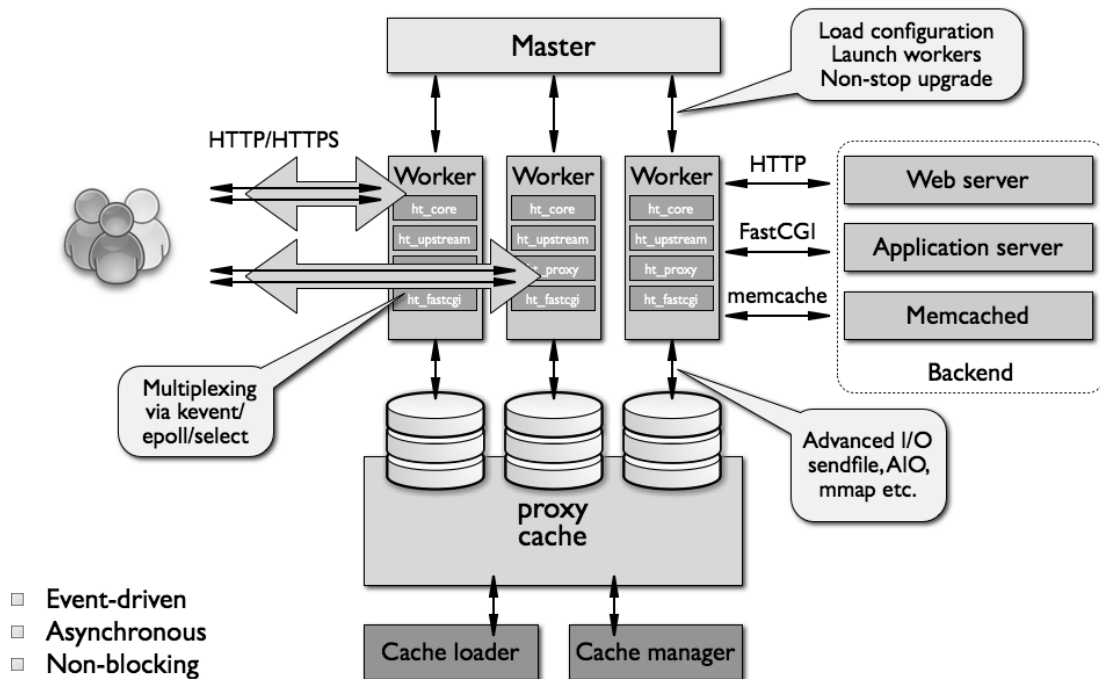 Master
Load configuration
Launch workers
Non-stop upgrade
HTTP/HTTPS
Worker
ht_core
ht_upstream
ht_fastcgi
Worker
ht_core
ht_upstream
ht_proxy
ht_fastcgi
Worker
ht_core
ht_upstream
ht_proxy
ht_fastcgi
HTTP
Web server
FastCGI
Application server
memcache
Memcached
Backend
Multiplexing
via kevent/
epoll/select
Advanced I/O
sendfile, AIO,
mmap etc.
proxy
cache
Cache loader
Cache manager
Event-driven
Asynchronous
Non-blocking